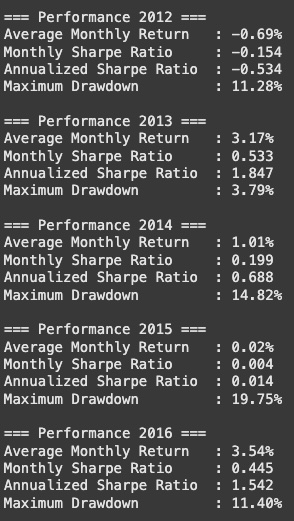 === Performance 2012 ===
Average Monthly Return   : -0.69%
Monthly Sharpe Ratio     : -0.154
Annualized Sharpe Ratio  : -0.534
Maximum Drawdown         : 11.28%

=== Performance 2013 ===
Average Monthly Return   : 3.17%
Monthly Sharpe Ratio     : 0.533
Annualized Sharpe Ratio  : 1.847
Maximum Drawdown         : 3.79%

=== Performance 2014 ===
Average Monthly Return   : 1.01%
Monthly Sharpe Ratio     : 0.199
Annualized Sharpe Ratio  : 0.688
Maximum Drawdown         : 14.82%

=== Performance 2015 ===
Average Monthly Return   : 0.02%
Monthly Sharpe Ratio     : 0.004
Annualized Sharpe Ratio  : 0.014
Maximum Drawdown         : 19.75%

=== Performance 2016 ===
Average Monthly Return   : 3.54%
Monthly Sharpe Ratio     : 0.445
Annualized Sharpe Ratio  : 1.542
Maximum Drawdown         : 11.40%